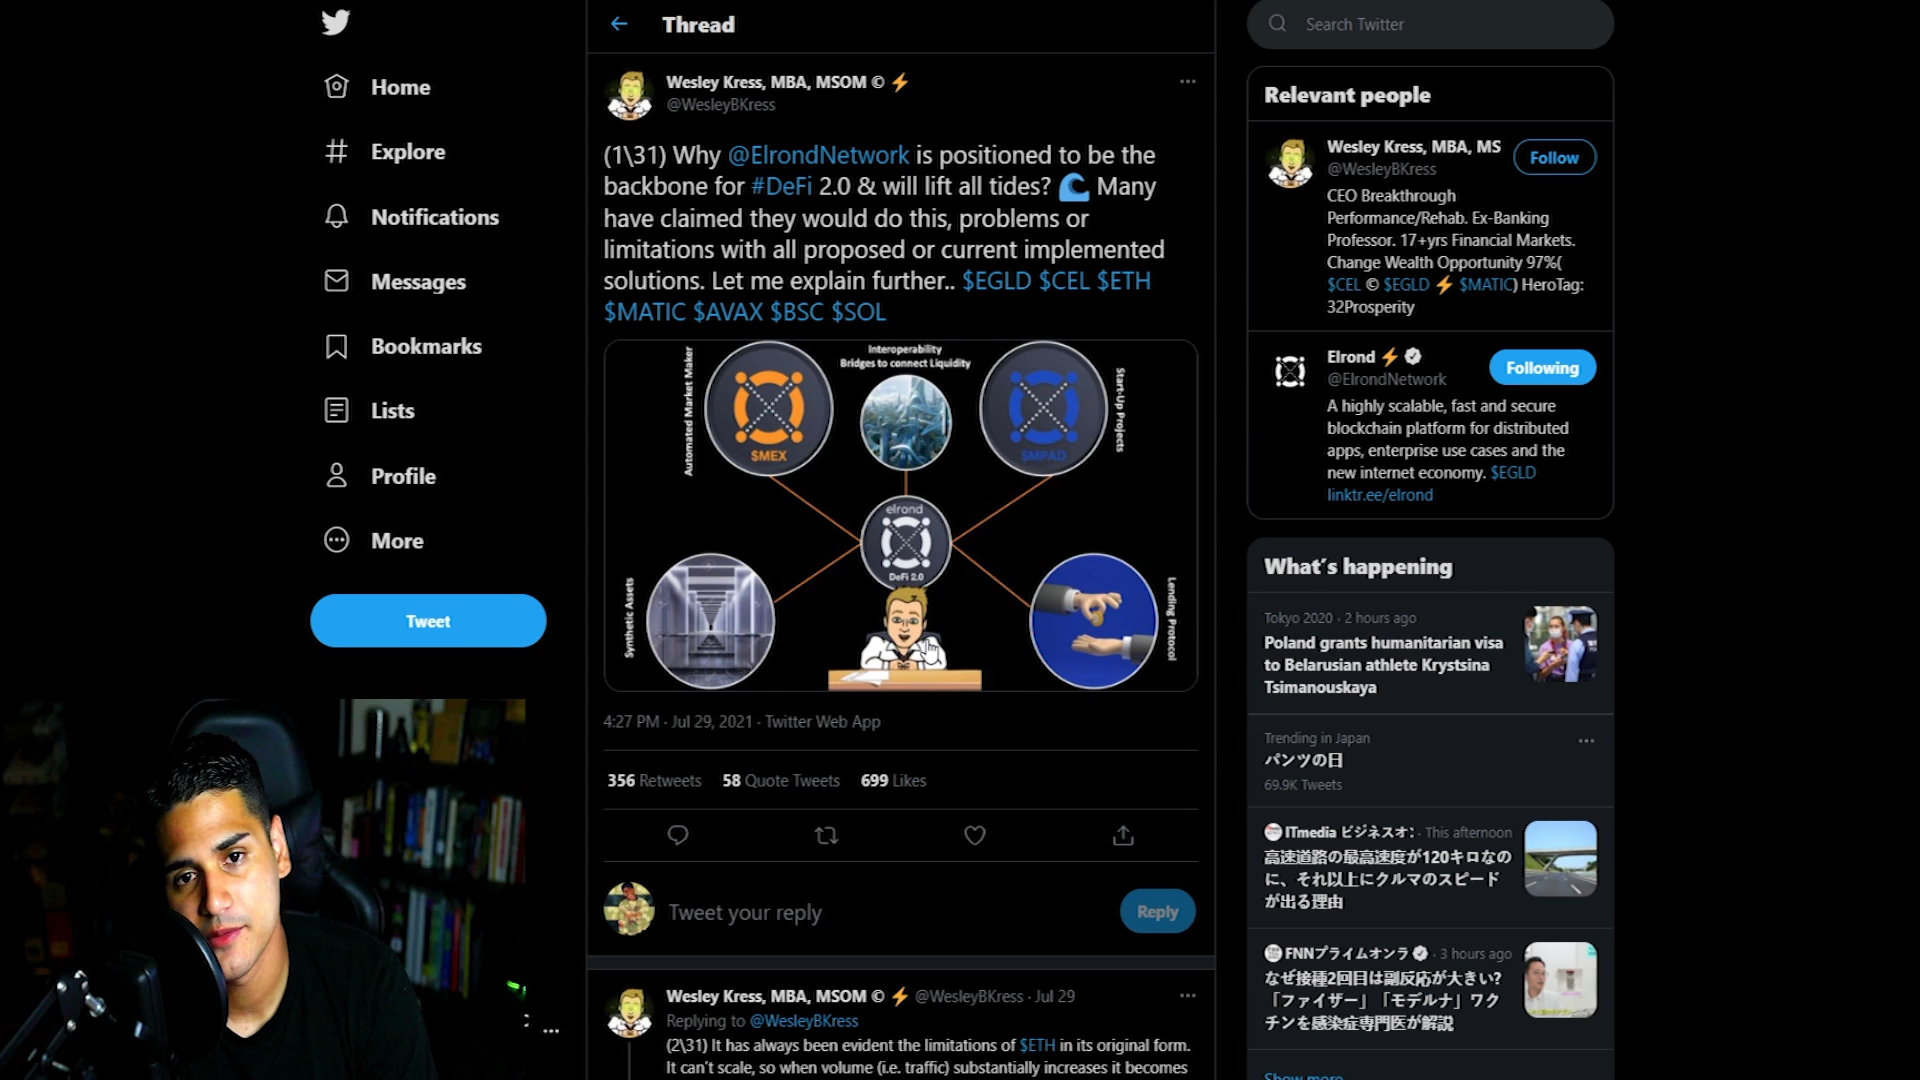 Home
Explore
Notifications
Messages
Bookmarks
Lists
Profile
More
Tweet
Thread
Wesley Kress, MBA, MSOM © ⚡
@WesleyBKress
(1\31) Why @ElrondNetwork is positioned to be the
backbone for #DeFi 2.0 & will lift all tides? 🌊 Many
have claimed they would do this, problems or
limitations with all proposed or current implemented
solutions. Let me explain further.. $EGLD $CEL $ETH
$MATIC $AVAX $BSC $SOL
Automated Market Maker
$MEX
Interoperability
Bridges to connect Liquidity
$MPAD
Start-Up Projects
elrond
DeFi 2.0
Synthetic Assets
Lending Protocol
4:27 PM · Jul 29, 2021 · Twitter Web App
356 Retweets 58 Quote Tweets 699 Likes
Tweet your reply
Reply
Wesley Kress, MBA, MSOM © ⚡ @WesleyBKress · Jul 29
Replying to @WesleyBKress
(2\31) It has always been evident the limitations of $ETH in its original form.
It can't scale, so when volume (i.e. traffic) substantially increases it becomes
Search Twitter
Relevant people
Wesley Kress, MBA, MS
@WesleyBKress
Follow
CEO Breakthrough
Performance/Rehab. Ex-Banking
Professor. 17+yrs Financial Markets.
Change Wealth Opportunity 97%(
$CEL © $EGLD ⚡ $MATIC) HeroTag:
32Prosperity
Elrond ⚡
@ElrondNetwork
Following
A highly scalable, fast and secure
blockchain platform for distributed
apps, enterprise use cases and the
new internet economy. $EGLD
linktr.ee/elrond
What's happening
Tokyo 2020 · 2 hours ago
Poland grants humanitarian visa
to Belarusian athlete Krystsina
Tsimanouskaya
Trending in Japan
パンツの日
69.9K Tweets
ITmedia ビジネスオ: · This afternoon
高速道路の最高速度が120キロなの
に、それ以上にクルマのスピード
が出る理由
FNNプライムオンラ · 3 hours ago
なぜ接種2回目は副反応が大きい?
「ファイザー」「モデルナ」ワク
チンを感染症専門医が解説
Show more